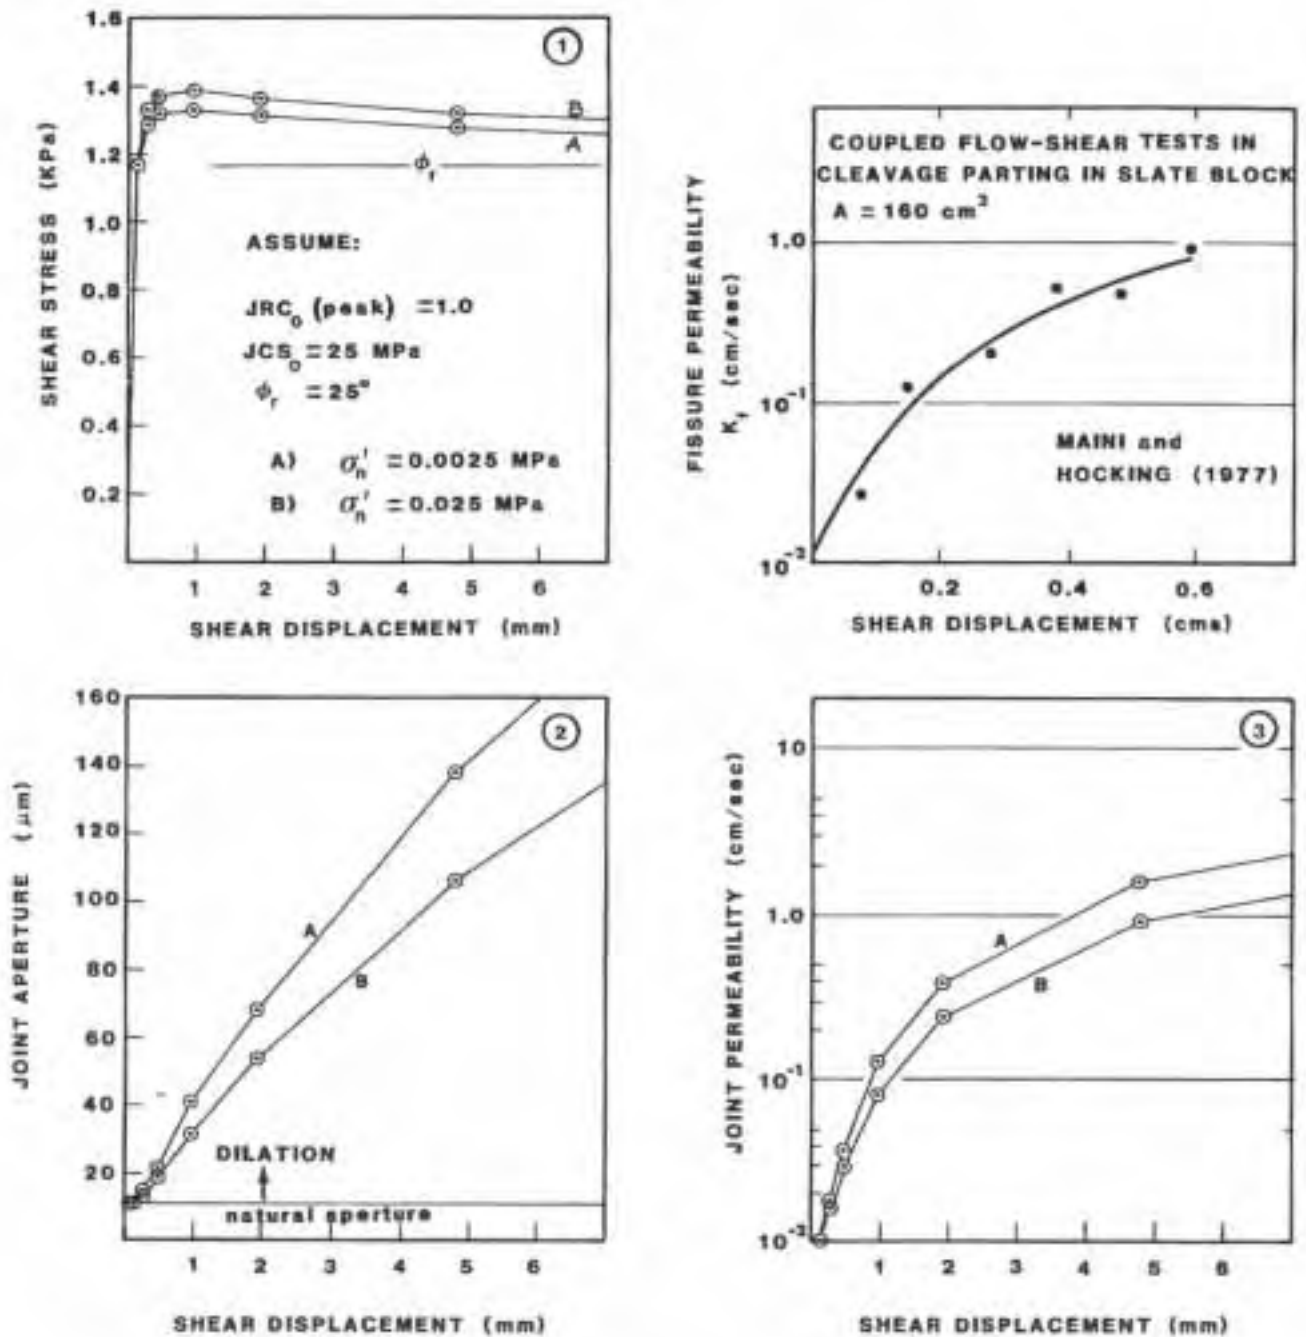 1
SHEAR STRESS (KPa)
1.6
1.4
1.2
1.0
0.8
0.6
0.4
0.2
B
A
ϕr
ASSUME:
JRC0 (peak) =1.0
JCS0 = 25 MPa
ϕr = 25°
A) σn' =0.0025 MPa
B) σn' =0.025 MPa
1 2 3 4 5 6
SHEAR DISPLACEMENT (mm)
COUPLED FLOW-SHEAR TESTS IN
CLEAVAGE PARTING IN SLATE BLOCK
A = 160 cm²
FISSURE PERMEABILITY
Kf (cm/sec)
1.0
10-1
10-2
MAINI and
HOCKING (1977)
0.2 0.4 0.6
SHEAR DISPLACEMENT (cms)
2
JOINT APERTURE (μm)
160
140
120
100
80
60
40
20
A
B
DILATION
natural aperture
1 2 3 4 5 6
SHEAR DISPLACEMENT (mm)
3
JOINT PERMEABILITY (cm/sec)
10
1.0
10-1
10-2
A
B
1 2 3 4 5 6
SHEAR DISPLACEMENT (mm)